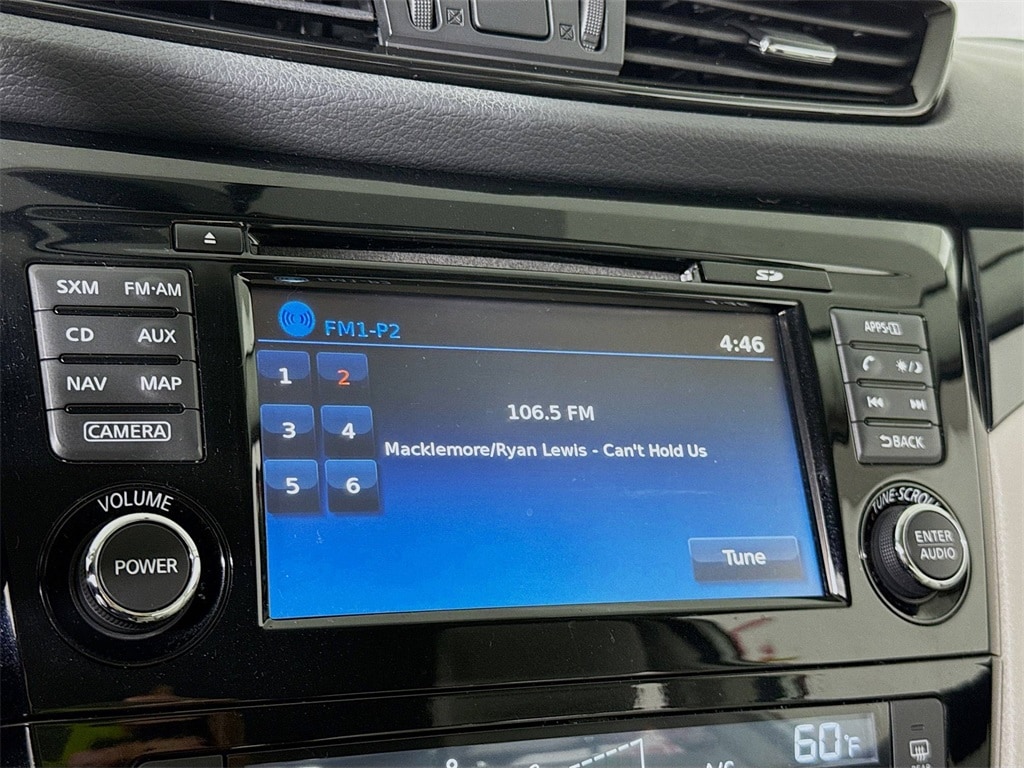 SD
SXM FM·AM
CD AUX
NAV MAP
CAMERA
VOLUME
POWER
FM1-P2
4:46
1 2
3 4
5 6
106.5 FM
Macklemore/Ryan Lewis - Can't Hold Us
Tune
APPS·i
BACK
TUNE·SCROLL
ENTER
AUDIO
60°F
A/C
REAR